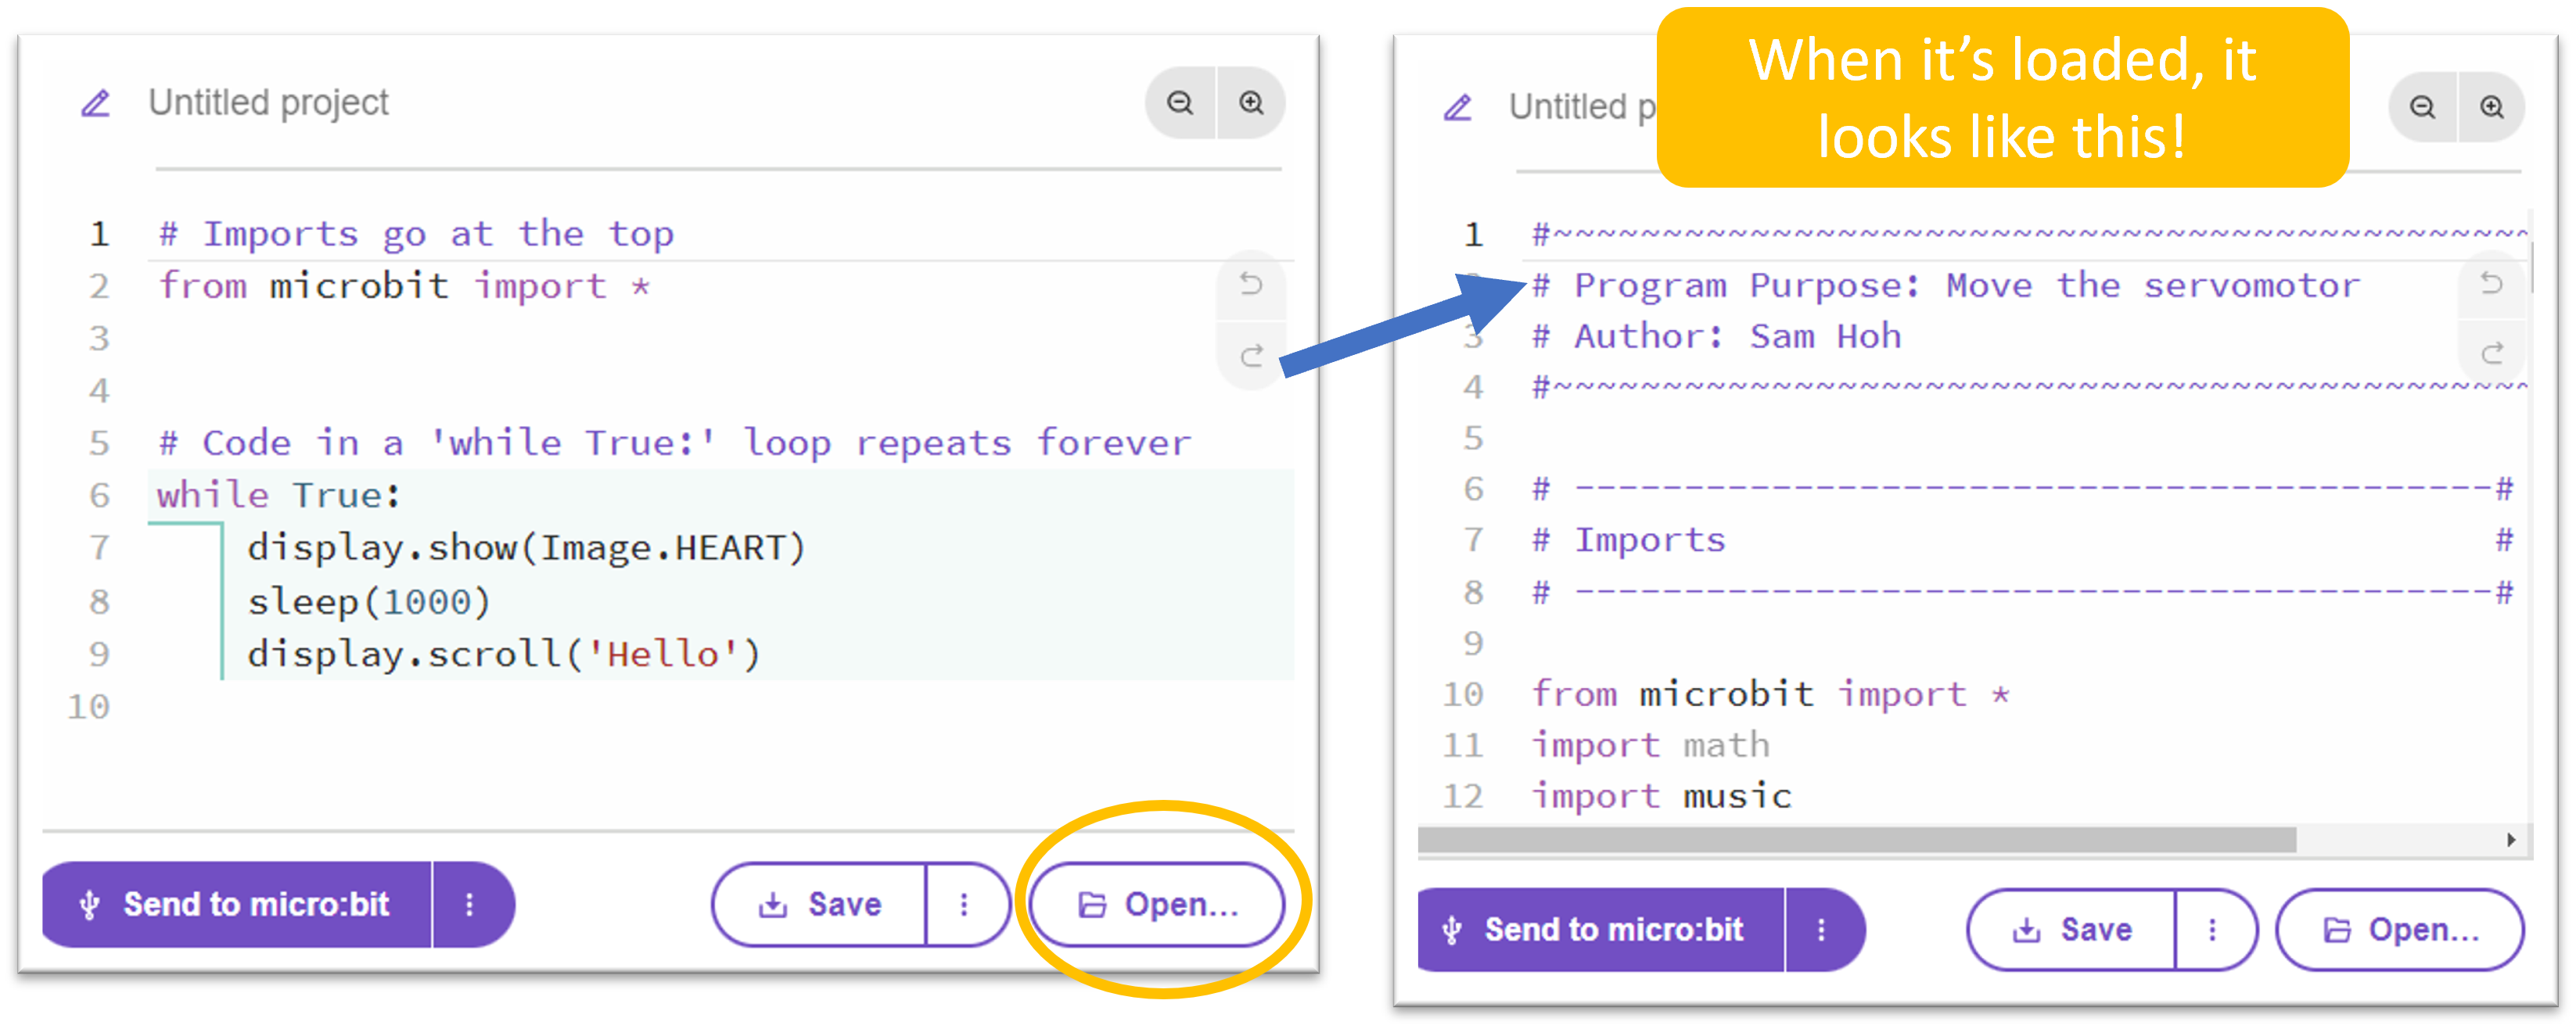 Untitled project
1 # Imports go at the top
2 from microbit import *
3
4
5 # Code in a 'while True:' loop repeats forever
6 while True:
7 display.show(Image.HEART)
8 sleep(1000)
9 display.scroll('Hello')
10
Send to micro:bit
Save
Open...
When it's loaded, it
looks like this!
Untitled p
1 #~~~~~~~~~~~~~~~~~~~~~~~~~~~~~~~~~~~~~~~~~~~~~
# Program Purpose: Move the servomotor
3 # Author: Sam Hoh
4 #~~~~~~~~~~~~~~~~~~~~~~~~~~~~~~~~~~~~~~~~~~~~~
5
6 # ------------------------------------------#
7 # Imports #
8 # ------------------------------------------#
9
10 from microbit import *
11 import math
12 import music
Send to micro:bit
Save
Open...